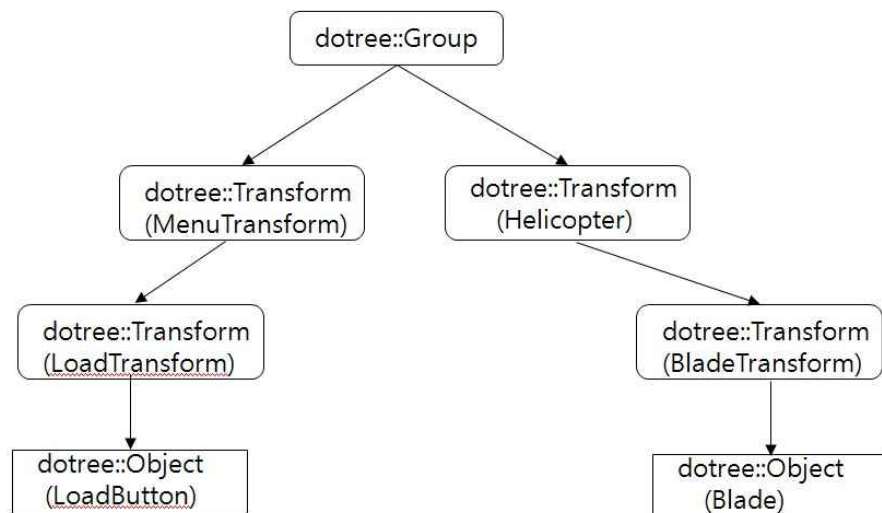 dotree::Group
dotree::Transform
(MenuTransform)
dotree::Transform
(Helicopter)
dotree::Transform
(LoadTransform)
dotree::Transform
(BladeTransform)
dotree::Object
(LoadButton)
dotree::Object
(Blade)